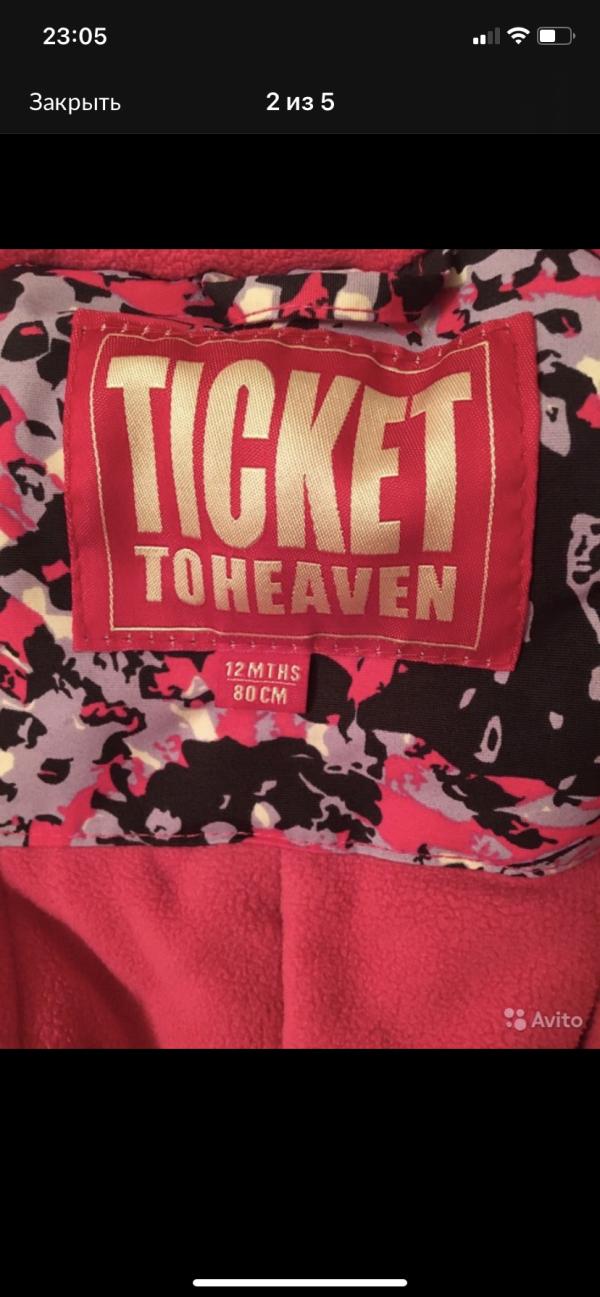 23:05
Закрыть
2 из 5
TICKET
TOHEAVEN
12 MTHS
80 CM
Avito